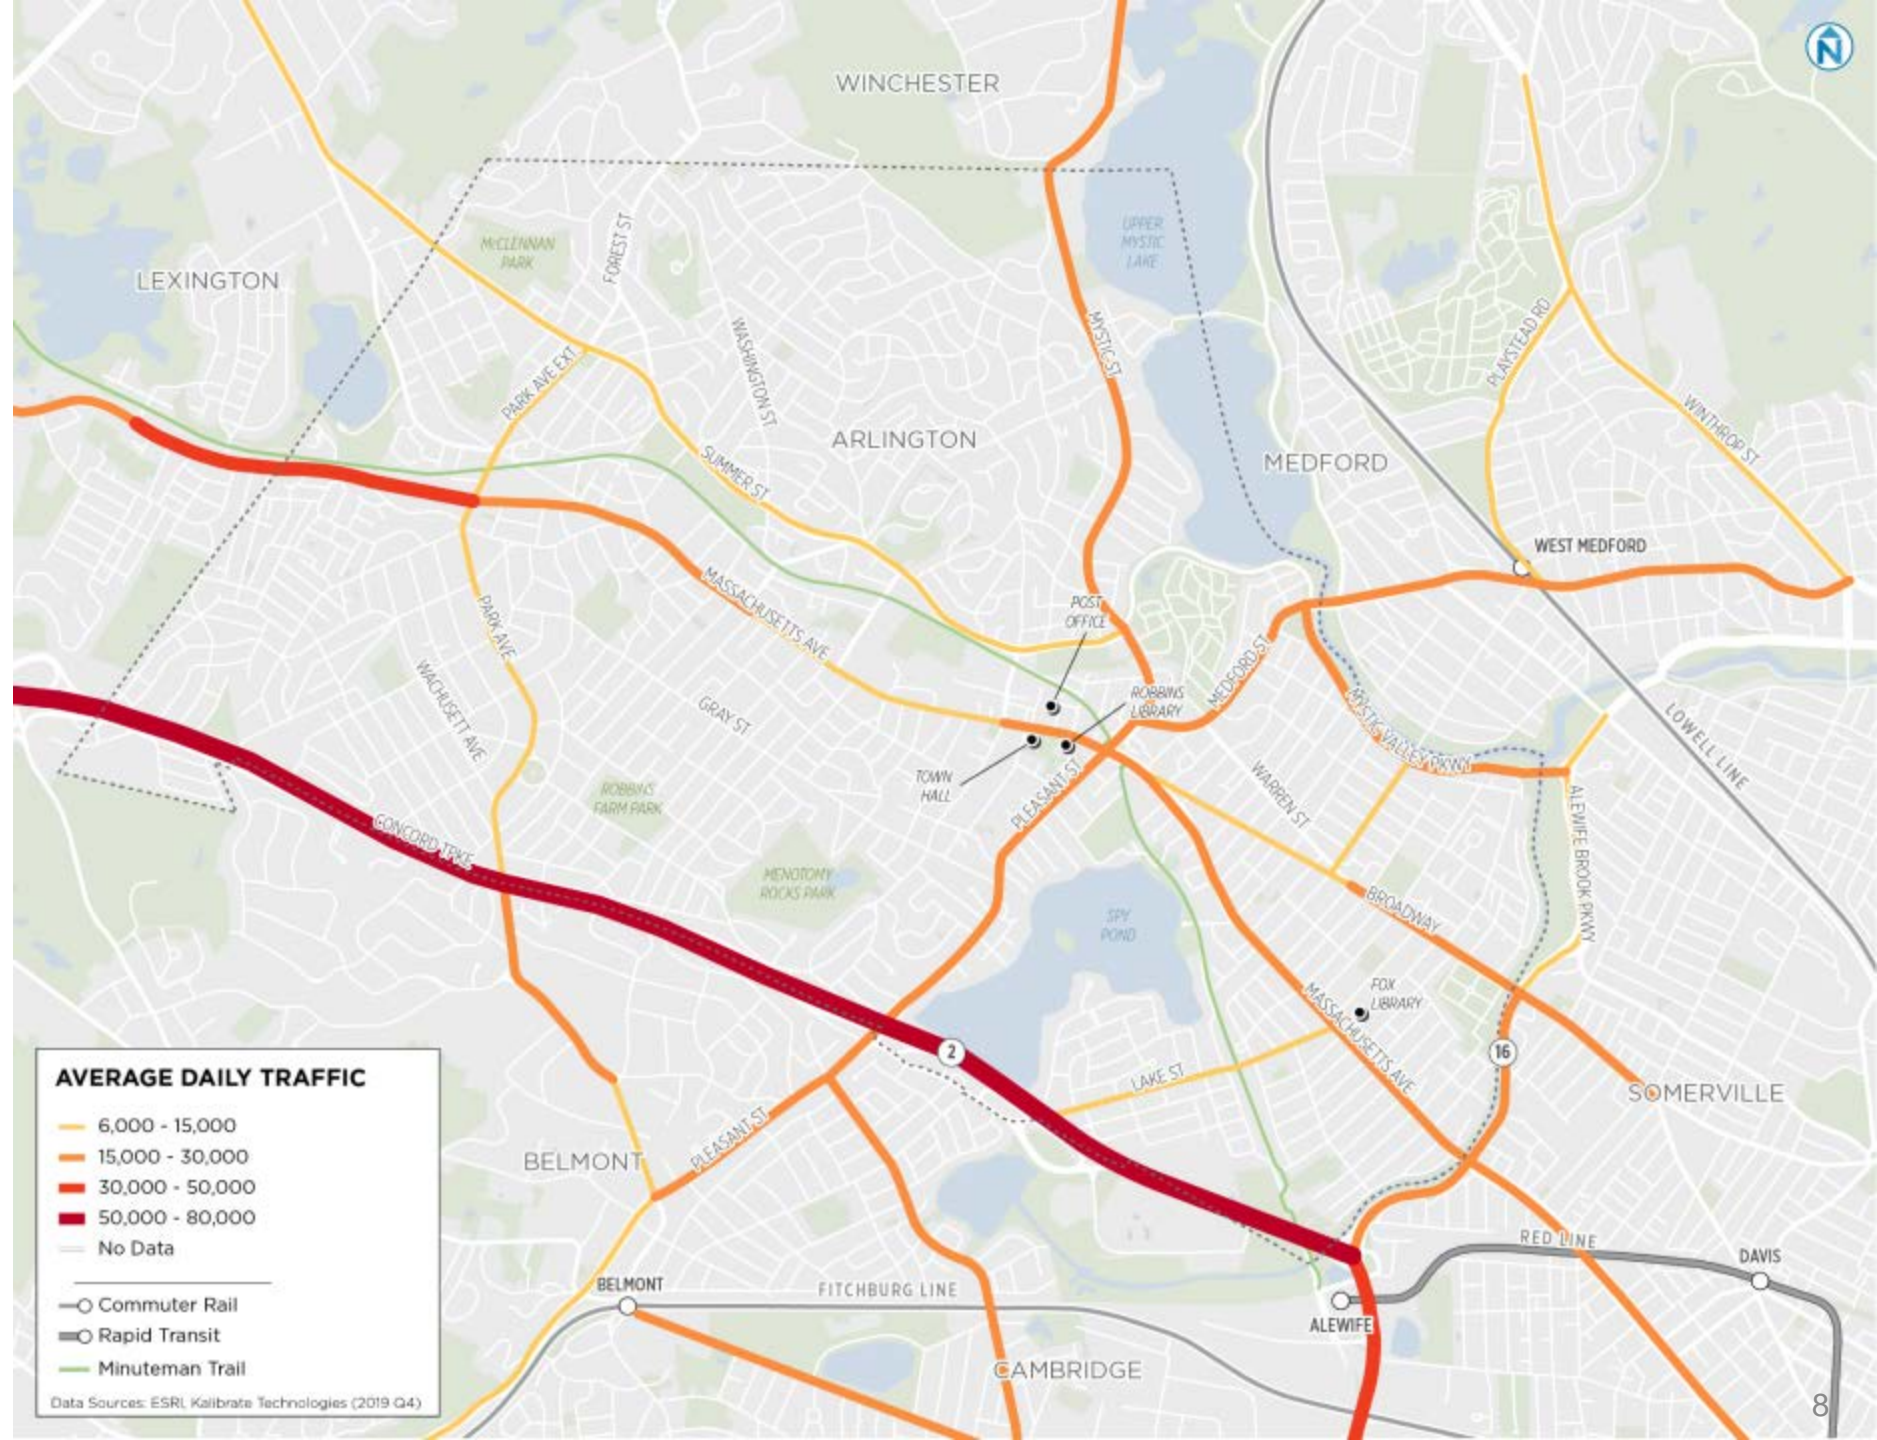 N
WINCHESTER
UPPER
MYSTIC
LAKE
McCLENNAN
PARK
FOREST ST
LEXINGTON
PLAYSTEAD RD
MYSTIC ST
WASHINGTON ST
PARK AVE EXT
WINTHROP ST
ARLINGTON
MEDFORD
SUMMER ST
WEST MEDFORD
MASSACHUSETTS AVE
POST
OFFICE
PARK AVE
MEDFORD ST
WACHUSETT AVE
GRAY ST
ROBBINS
LIBRARY
MYSTIC VALLEY PKWY
LOWELL LINE
TOWN
HALL
PLEASANT ST
WARREN ST
ROBBINS
FARM PARK
CONCORD TPKE
ALEWIFE BROOK PKWY
MENOTOMY
ROCKS PARK
BROADWAY
SPY
POND
FOX
LIBRARY
MASSACHUSETTS AVE
2
16
LAKE ST
SOMERVILLE
PLEASANT ST
BELMONT
RED LINE
DAVIS
BELMONT
FITCHBURG LINE
ALEWIFE
CAMBRIDGE
AVERAGE DAILY TRAFFIC
6,000 - 15,000
15,000 - 30,000
30,000 - 50,000
50,000 - 80,000
No Data
Commuter Rail
Rapid Transit
Minuteman Trail
Data Sources: ESRI, Kalibrate Technologies (2019 Q4)
8